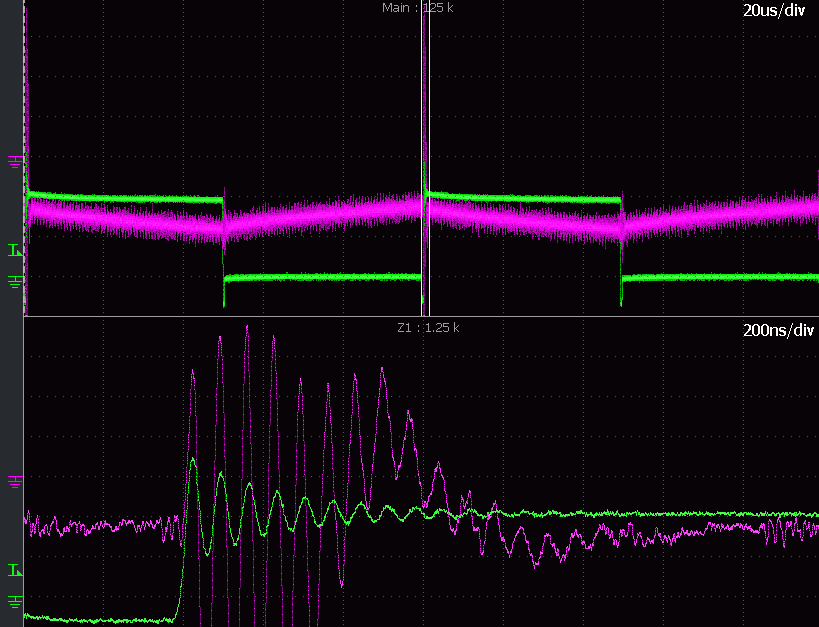 Main : 125 k
20us/div
Z1 : 1.25 k
200ns/div